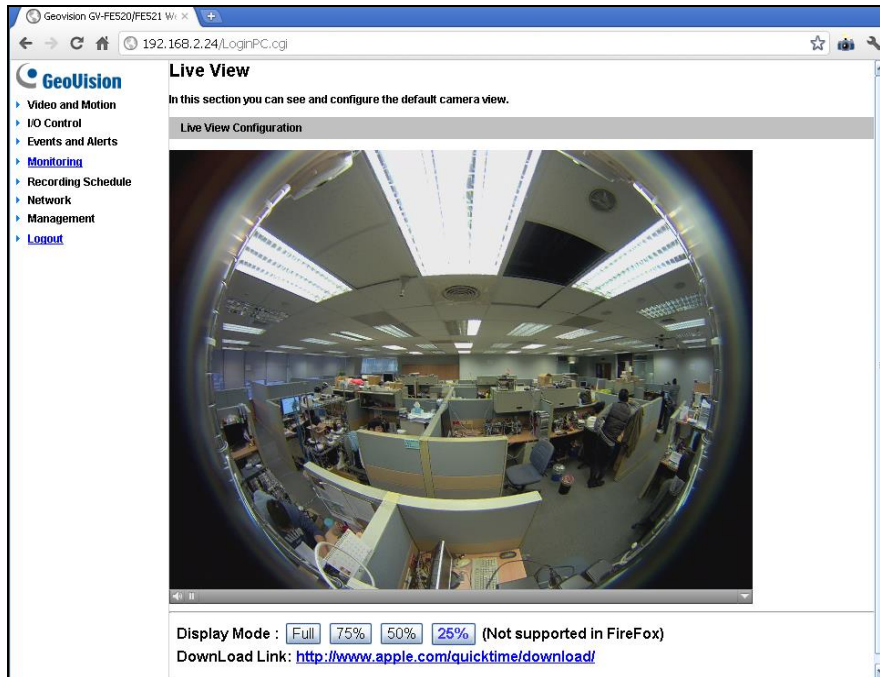 Geovision GV-FE520/FE521 We
192.168.2.24/LoginPC.cgi
GeoVision
Video and Motion
I/O Control
Events and Alerts
Monitoring
Recording Schedule
Network
Management
Logout
Live View
In this section you can see and configure the default camera view.
Live View Configuration
Display Mode : Full 75% 50% 25% (Not supported in FireFox)
DownLoad Link: http://www.apple.com/quicktime/download/